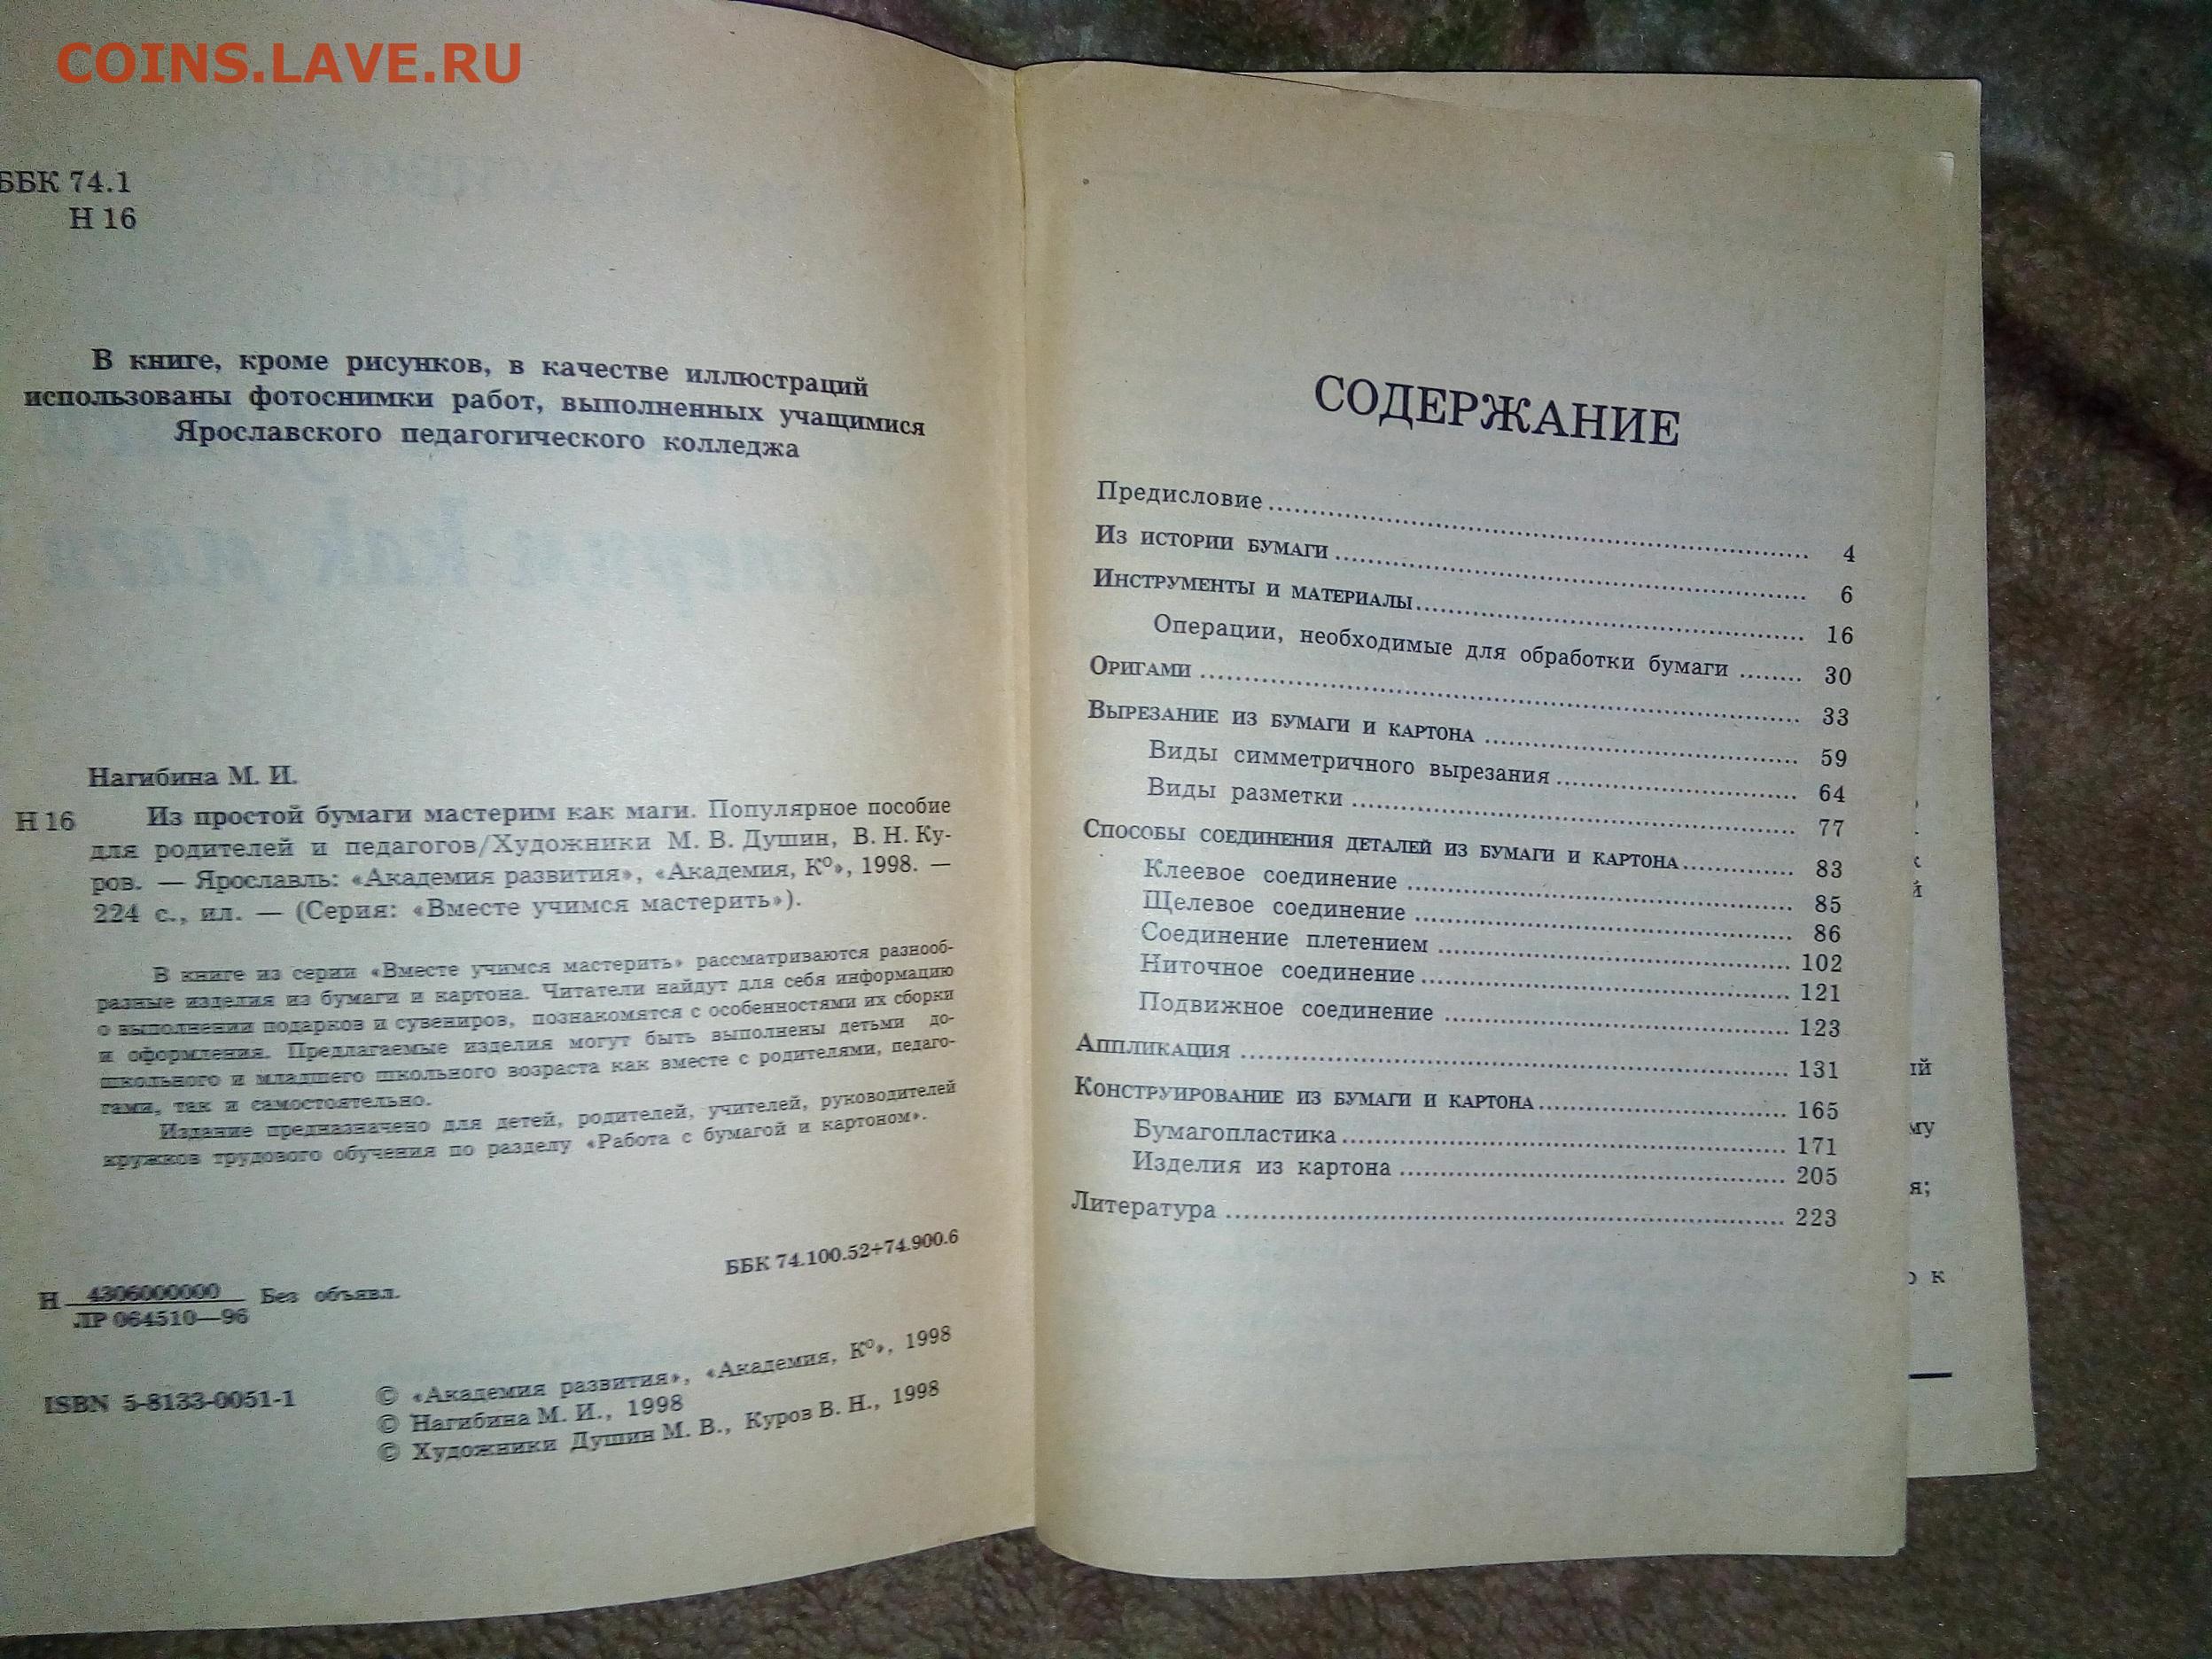 COINS.LAVE.RU
ББК 74.1
Н 16
В книге, кроме рисунков, в качестве иллюстраций
использованы фотоснимки работ, выполненных учащимися
Ярославского педагогического колледжа
Нагибина М. И.
Н 16 Из простой бумаги мастерим как маги. Популярное пособие
для родителей и педагогов/Художники М. В. Душин, В. Н. Ку-
ров. — Ярославль: «Академия развития», «Академия, Кº», 1998. —
224 с., ил. — (Серия: «Вместе учимся мастерить»).
В книге из серии «Вместе учимся мастерить» рассматриваются разнооб-
разные изделия из бумаги и картона. Читатели найдут для себя информацию
о выполнении подарков и сувениров, познакомятся с особенностями их сборки
и оформления. Предлагаемые изделия могут быть выполнены детьми до-
школьного и младшего школьного возраста как вместе с родителями, педаго-
гами, так и самостоятельно.
Издание предназначено для детей, родителей, учителей, руководителей
кружков трудового обучения по разделу «Работа с бумагой и картоном».
ББК 74.100.52+74.900.6
Н 4306000000 Без объявл.
ЛР 064510—96
ISBN 5-8133-0051-1
© «Академия развития», «Академия, Кº», 1998
© Нагибина М. И., 1998
© Художники Душин М. В., Куров В. Н., 1998
СОДЕРЖАНИЕ
Предисловие ........ 4
Из истории бумаги ........ 6
Инструменты и материалы ........ 16
Операции, необходимые для обработки бумаги ........ 30
Оригами ........ 33
Вырезание из бумаги и картона ........ 59
Виды симметричного вырезания ........ 64
Виды разметки ........ 77
Способы соединения деталей из бумаги и картона ........ 83
Клеевое соединение ........ 85
Щелевое соединение ........ 86
Соединение плетением ........ 102
Ниточное соединение ........ 121
Подвижное соединение ........ 123
Аппликация ........ 131
Конструирование из бумаги и картона ........ 165
Бумагопластика ........ 171
Изделия из картона ........ 205
Литература ........ 223